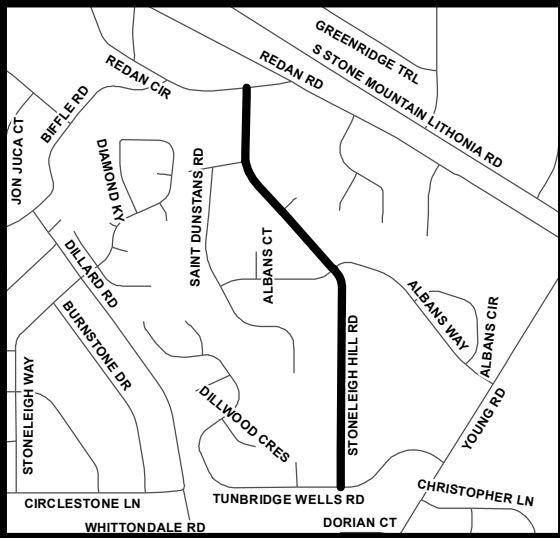 GREENRIDGE TRL
S STONE MOUNTAIN LITHONIA RD
REDAN RD
REDAN CIR
BIFFLE RD
JON JUCA CT
DIAMOND KY
SAINT DUNSTANS RD
ALBANS CT
DILLARD RD
BURNSTONE DR
STONELEIGH WAY
ALBANS WAY
ALBANS CIR
STONELEIGH HILL RD
YOUNG RD
DILLWOOD CRES
TUNBRIDGE WELLS RD
CHRISTOPHER LN
CIRCLESTONE LN
WHITTONDALE RD
DORIAN CT